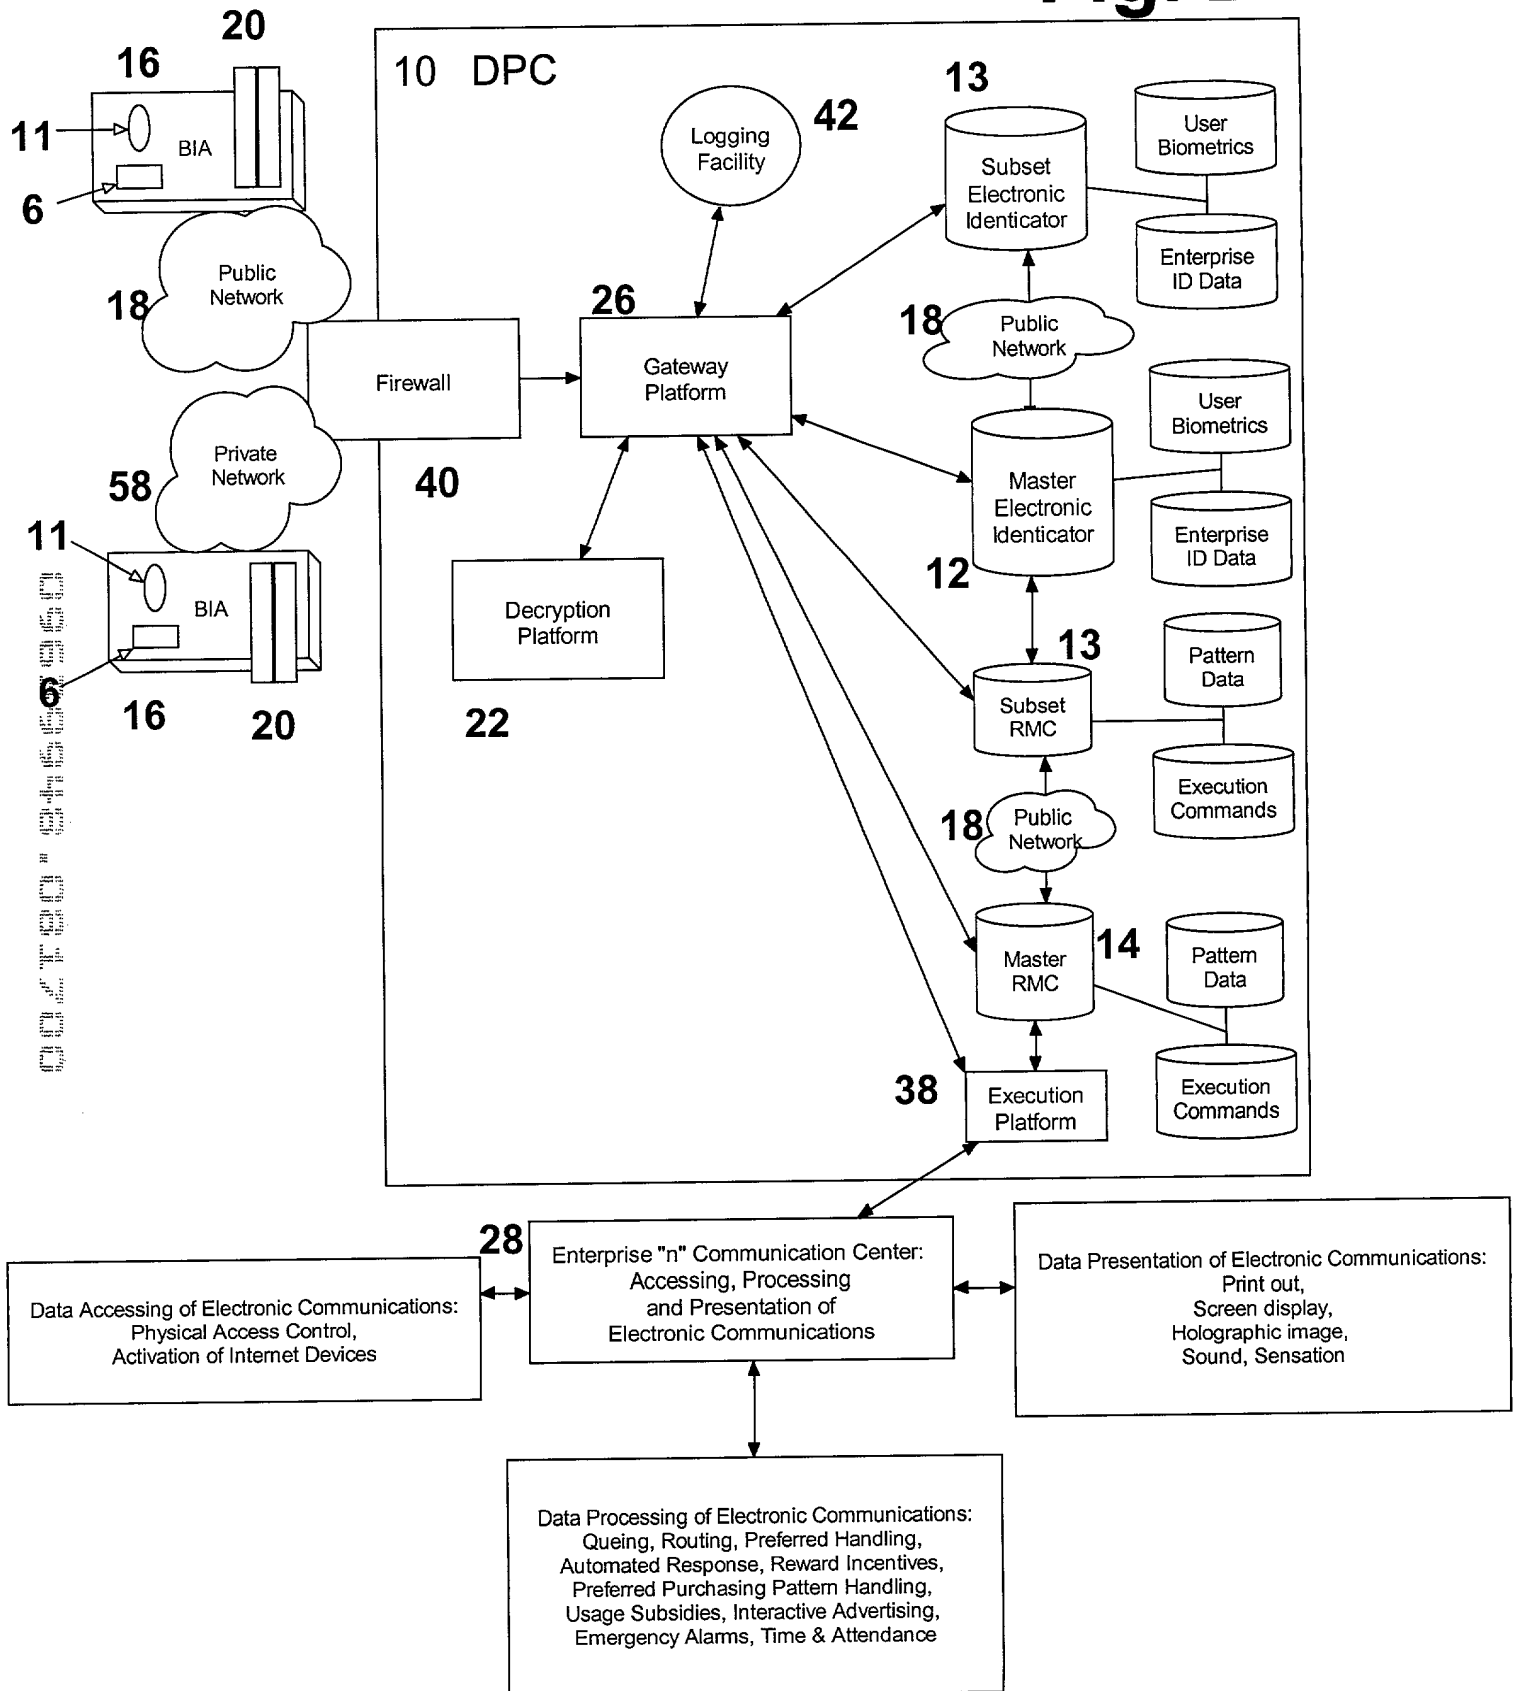 20
16
10 DPC
11
BIA
6
Logging
Facility
42
13
Subset
Electronic
Identicator
User
Biometrics
Enterprise
ID Data
Public
Network
18
26
18
Public
Network
Firewall
Gateway
Platform
User
Biometrics
Private
Network
58
40
Master
Electronic
Identicator
Enterprise
ID Data
12
11
BIA
6
16
20
Decryption
Platform
22
13
Subset
RMC
Pattern
Data
Execution
Commands
18
Public
Network
Master
RMC
14
Pattern
Data
38
Execution
Platform
Execution
Commands
28
Enterprise "n" Communication Center:
Accessing, Processing
and Presentation of
Electronic Communications
Data Accessing of Electronic Communications:
Physical Access Control,
Activation of Internet Devices
Data Presentation of Electronic Communications:
Print out,
Screen display,
Holographic image,
Sound, Sensation
Data Processing of Electronic Communications:
Queing, Routing, Preferred Handling,
Automated Response, Reward Incentives,
Preferred Purchasing Pattern Handling,
Usage Subsidies, Interactive Advertising,
Emergency Alarms, Time & Attendance